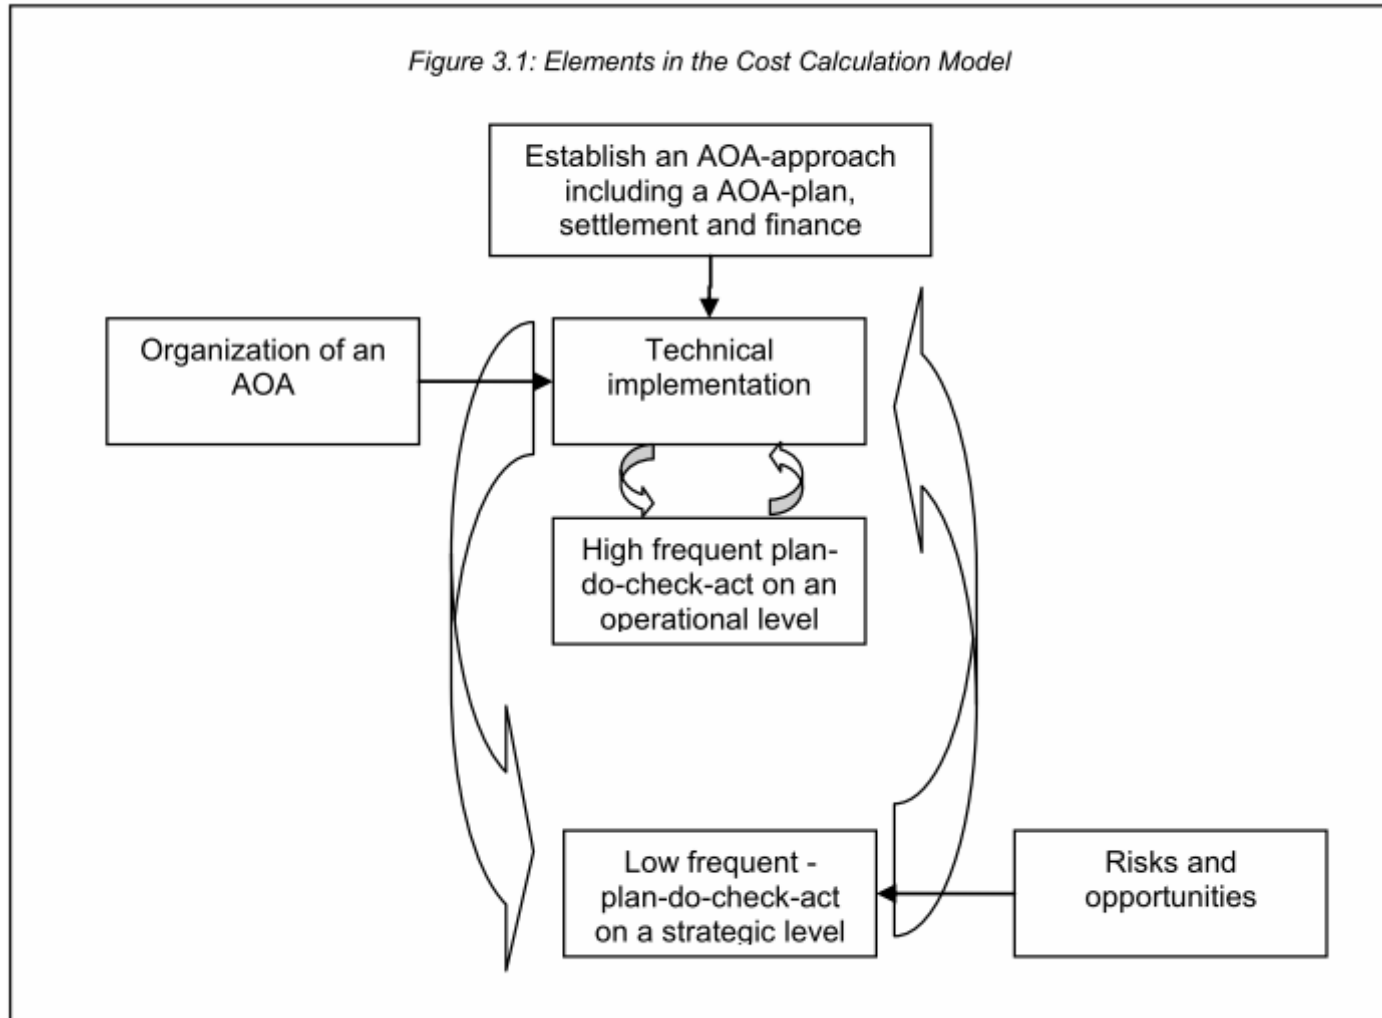 Figure 3.1: Elements in the Cost Calculation Model
Establish an AOA-approach
including a AOA-plan,
settlement and finance
Organization of an
AOA
Technical
implementation
High frequent plan-
do-check-act on an
operational level
Low frequent -
plan-do-check-act
on a strategic level
Risks and
opportunities